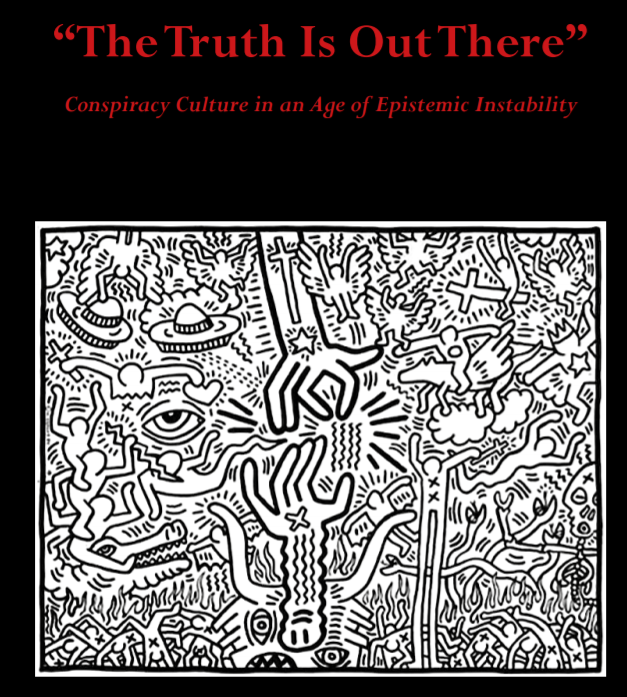 “The Truth Is Out There”
Conspiracy Culture in an Age of Epistemic Instability